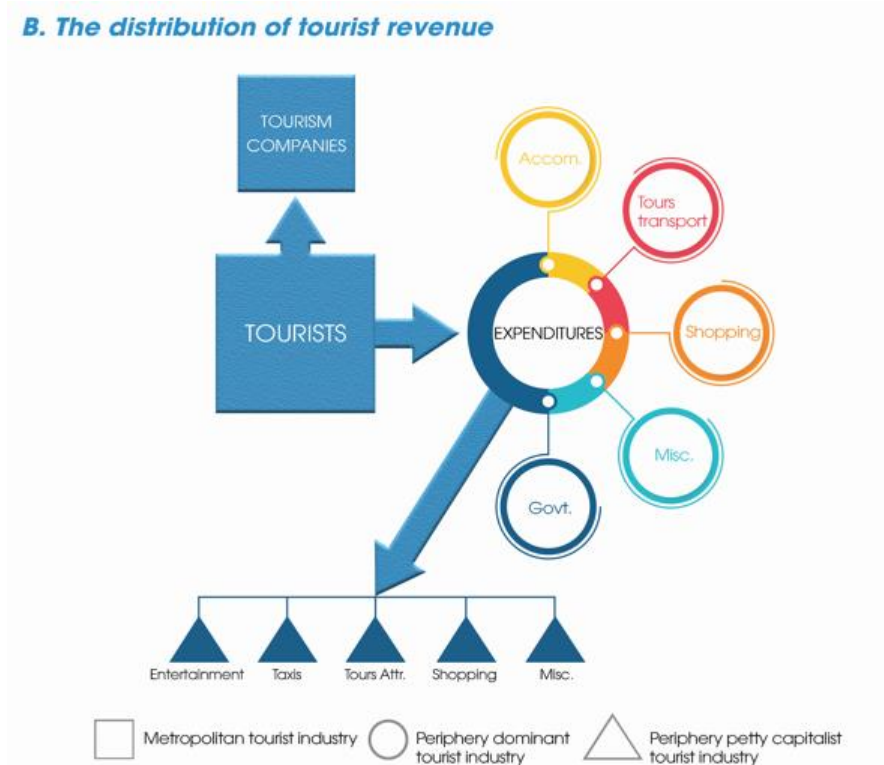 B. The distribution of tourist revenue
TOURISM
COMPANIES
Accom.
Tours
transport
TOURISTS
EXPENDITURES
Shopping
Misc.
Govt.
Entertainment
Taxis
Tours Attr.
Shopping
Misc.
Metropolitan tourist industry
Periphery dominant
tourist industry
Periphery petty capitalist
tourist industry